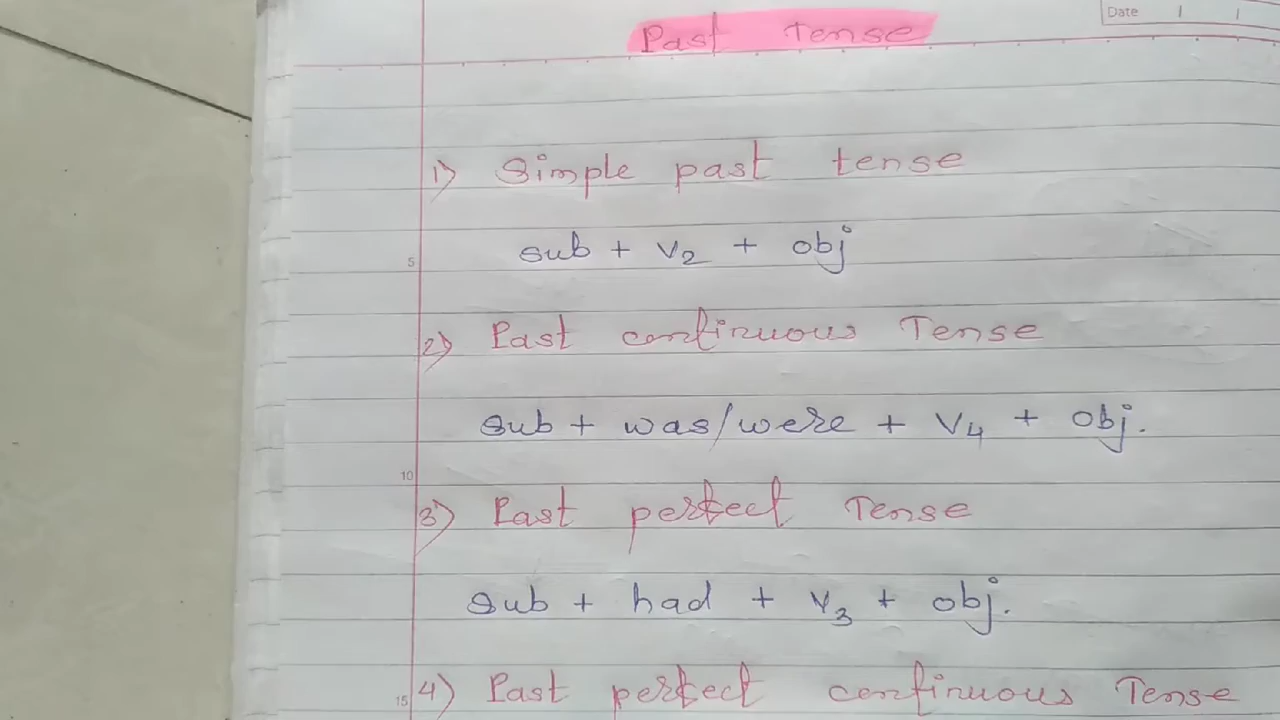 Date
Past Tense
1) Simple past tense
sub + V2 + obj
5
2) Past continuous Tense
sub + was/were + V4 + obj.
10
3) Past perfect Tense
sub + had + V3 + obj.
15
4) Past perfect continuous Tense